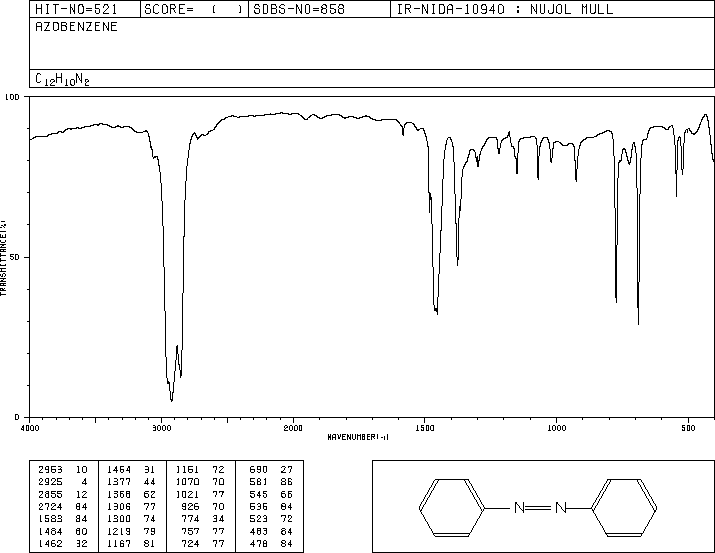 HIT-NO=521 SCORE= ( ) SDBS-NO=858 IR-NIDA-10940 : NUJOL MULL
AZOBENZENE
C12H10N2
100
50
0
TRANSMITTANCE(%)
4000 3000 2000 1500 1000 500
WAVENUMBER(-1)
2963 10 1464 31 1161 72 690 27
2925 4 1377 44 1070 70 581 86
2855 12 1368 62 1021 77 545 66
2724 84 1306 77 926 70 536 84
1583 84 1300 74 774 34 523 72
1484 60 1219 79 757 77 483 84
1462 32 1167 81 724 77 478 84
N N